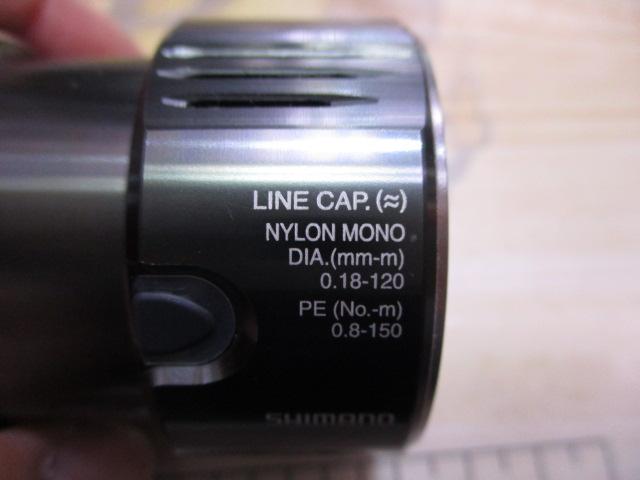 LINE CAP.(≈)
NYLON MONO
DIA.(mm-m)
0.18-120
PE (No.-m)
0.8-150
SHIMANO